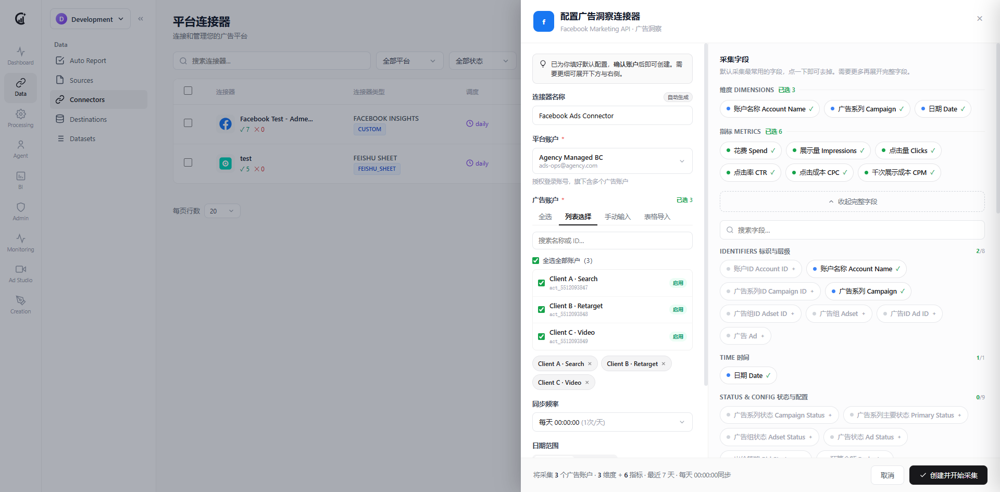 D Development
Dashboard
Data
Processing
Agent
BI
Admin
Monitoring
Ad Studio
Creation
Data
Auto Report
Sources
Connectors
Destinations
Datasets
平台连接器
连接和管理您的广告平台
搜索连接器...
全部平台
全部状态
连接器 连接器类型 调度
Facebook Test - Adme...
✓ 7 ✕ 0
FACEBOOK INSIGHTS
CUSTOM
daily
test
✓ 5 ✕ 0
FEISHU SHEET
FEISHU_SHEET
daily
每页行数 20
f
配置广告洞察连接器
Facebook Marketing API · 广告洞察
已为你填好默认配置，确认账户后即可创建。需
要更细可展开下方与右侧。
连接器名称 自动生成
Facebook Ads Connector
平台账户 *
Agency Managed BC
ads-ops@agency.com
授权登录账号，旗下含多个广告账户
广告账户 * 已选 3
全选 列表选择 手动输入 表格导入
搜索名称或 ID...
全选全部账户（3）
Client A · Search
act_5512093847
启用
Client B · Retarget
act_5512093848
启用
Client C · Video
act_5512093849
启用
Client A · Search ×
Client B · Retarget ×
Client C · Video ×
同步频率
每天 00:00:00 (1次/天)
日期范围
采集字段
默认采集最常用的字段，点一下即可去掉。需要更多再展开完整字段。
维度 DIMENSIONS 已选 3
账户名称 Account Name ✓
广告系列 Campaign ✓
日期 Date ✓
指标 METRICS 已选 6
花费 Spend ✓
展示量 Impressions ✓
点击量 Clicks ✓
点击率 CTR ✓
点击成本 CPC ✓
千次展示成本 CPM ✓
收起完整字段
搜索字段...
IDENTIFIERS 标识与层级 2/8
账户ID Account ID +
账户名称 Account Name ✓
广告系列ID Campaign ID +
广告系列 Campaign ✓
广告组ID Adset ID +
广告组 Adset +
广告ID Ad ID +
广告 Ad +
TIME 时间 1/1
日期 Date ✓
STATUS & CONFIG 状态与配置 0/9
广告系列状态 Campaign Status +
广告系列主要状态 Primary Status +
广告组状态 Adset Status +
广告状态 Ad Status +
将采集 3 个广告账户 · 3 维度 + 6 指标 · 最近 7 天 · 每天 00:00:00同步
取消
✓ 创建并开始采集